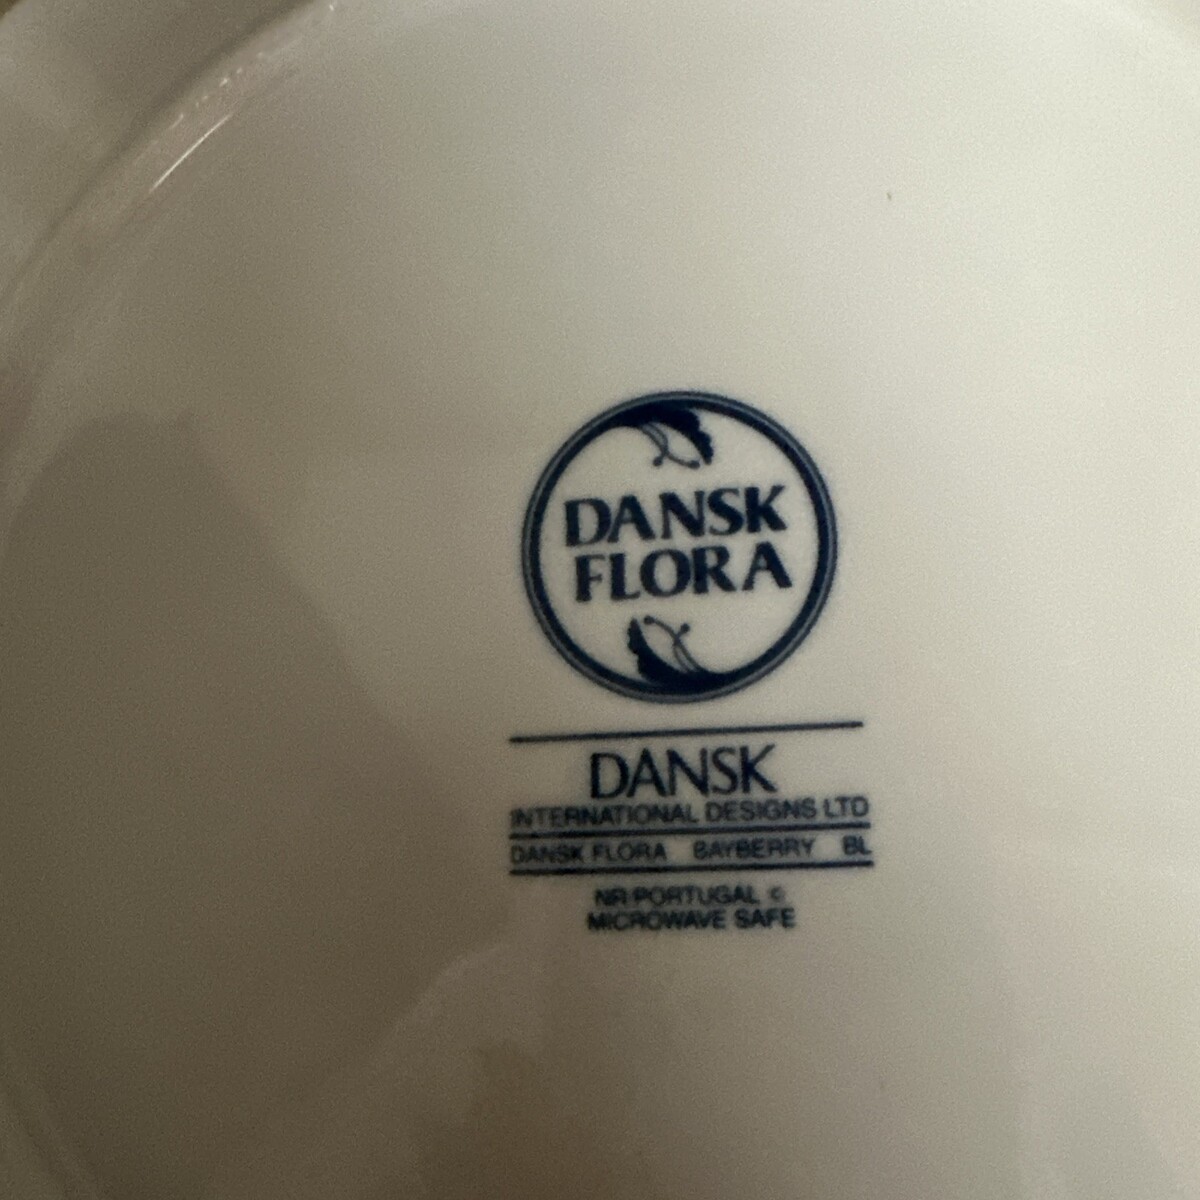 DANSK
FLORA
DANSK
INTERNATIONAL DESIGNS LTD
DANSK FLORA BAYBERRY BL
NR PORTUGAL ©
MICROWAVE SAFE